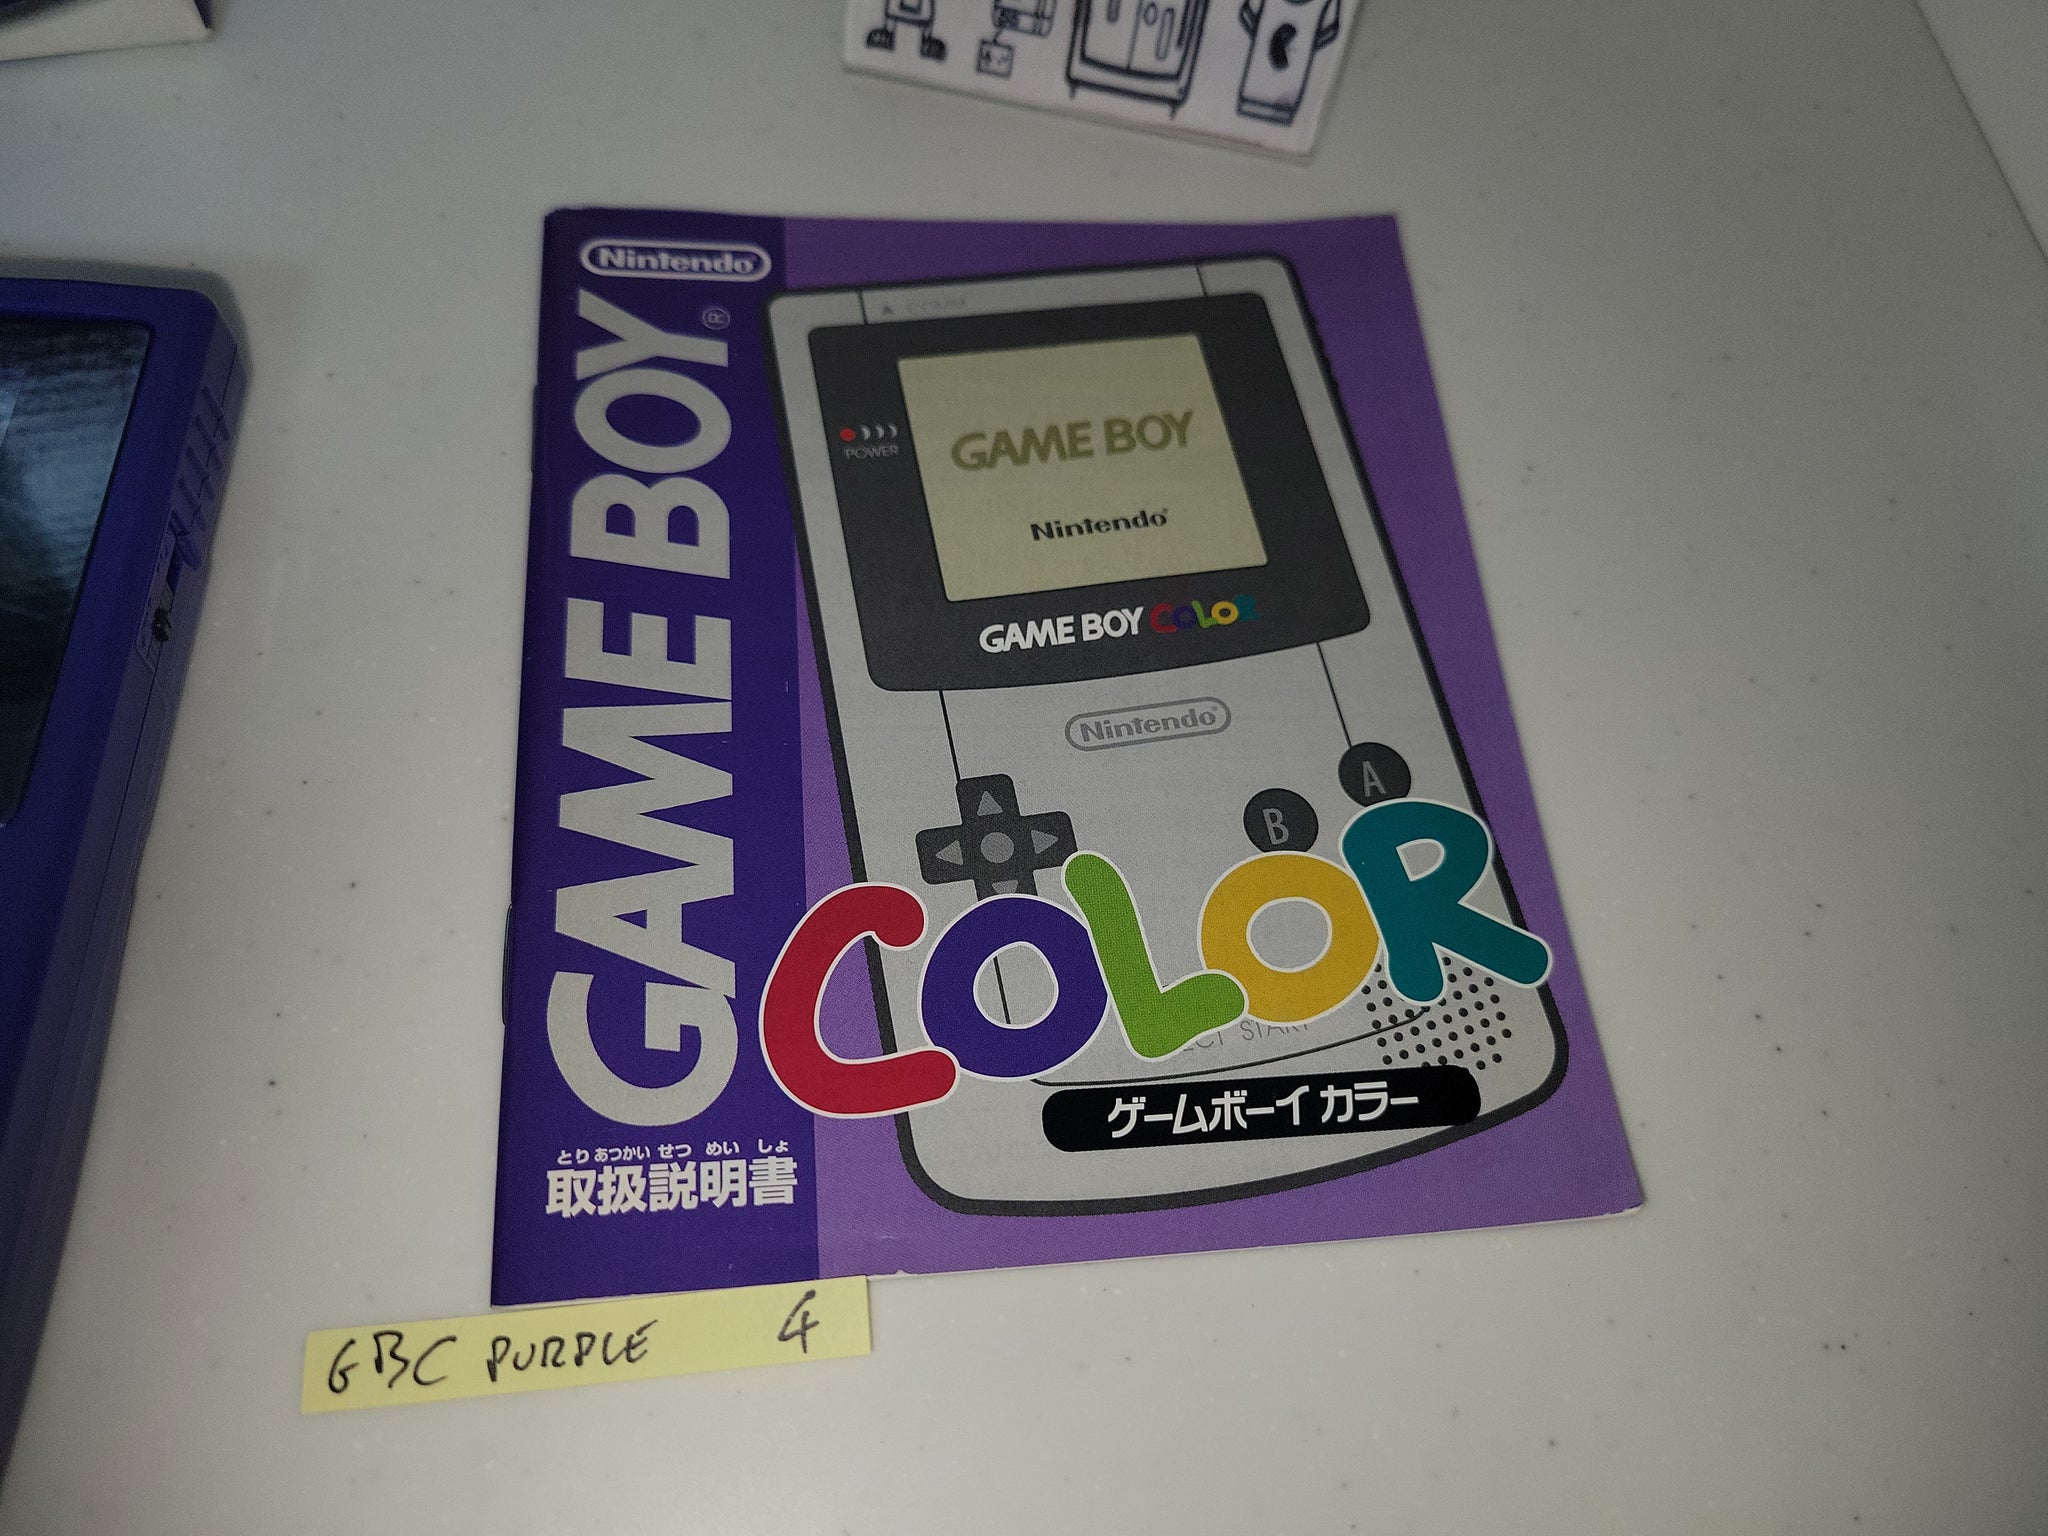 Nintendo®
GAME BOY®
COMM
POWER
GAME BOY
Nintendo®
GAME BOY COLOR
Nintendo®
A
B
COLOR
START
ゲームボーイ カラー
とりあつかい せつ めい しょ
取扱説明書
GBC PURPLE 4